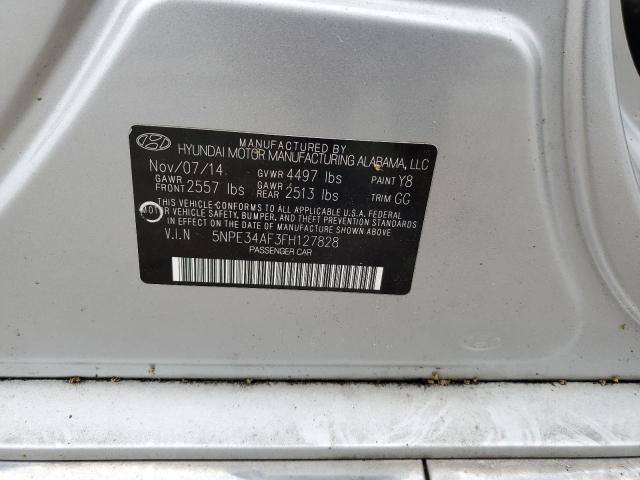 MANUFACTURED BY
HYUNDAI MOTOR MANUFACTURING ALABAMA, LLC
Nov/07/14 GVWR 4497 lbs PAINT Y8
GAWR FRONT 2557 lbs GAWR REAR 2513 lbs TRIM GG
THIS VEHICLE CONFORMS TO ALL APPLICABLE U.S.A. FEDERAL
MOTOR VEHICLE SAFETY, BUMPER, AND THEFT PREVENTION STANDARDS
IN EFFECT ON THE DATE OF MANUFACTURE SHOWN ABOVE.
V.I.N 5NPE34AF3FH127828
PASSENGER CAR